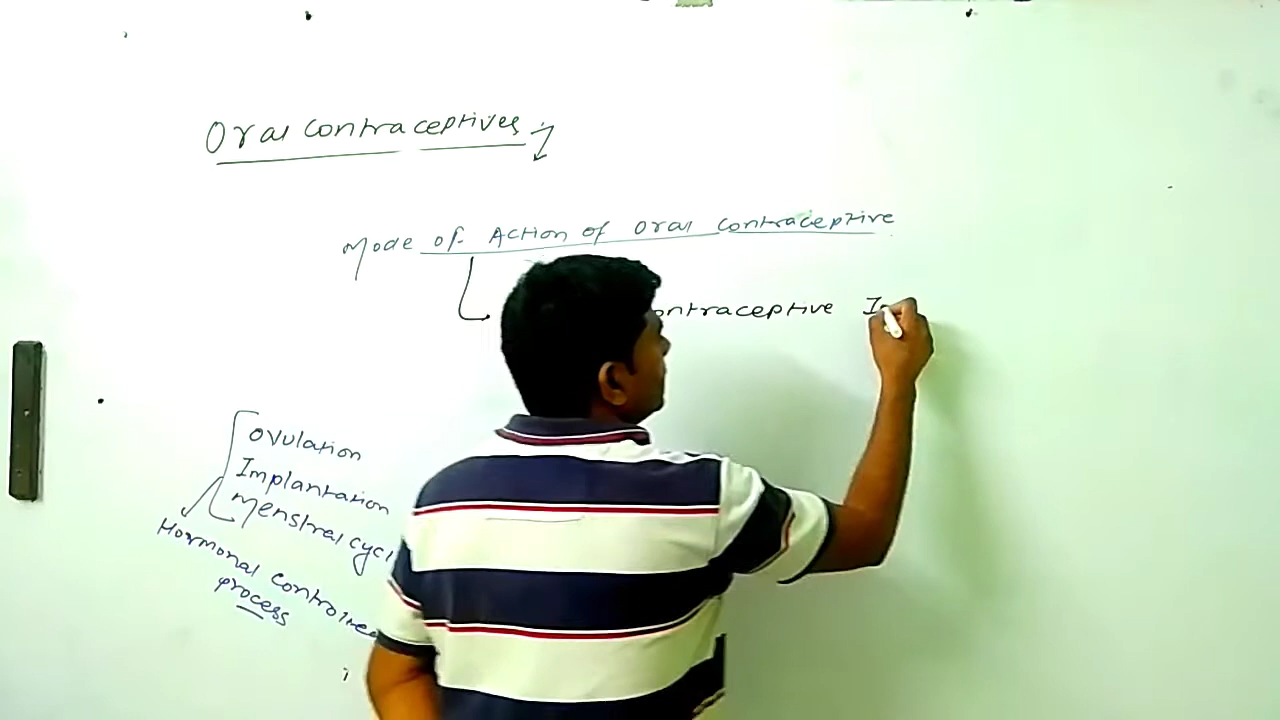 Oral contraceptives :-
Mode of Action of oral contraceptive
ontraceptive
ovulation
Implantation
menstral cycl
Hormonal controlled
process